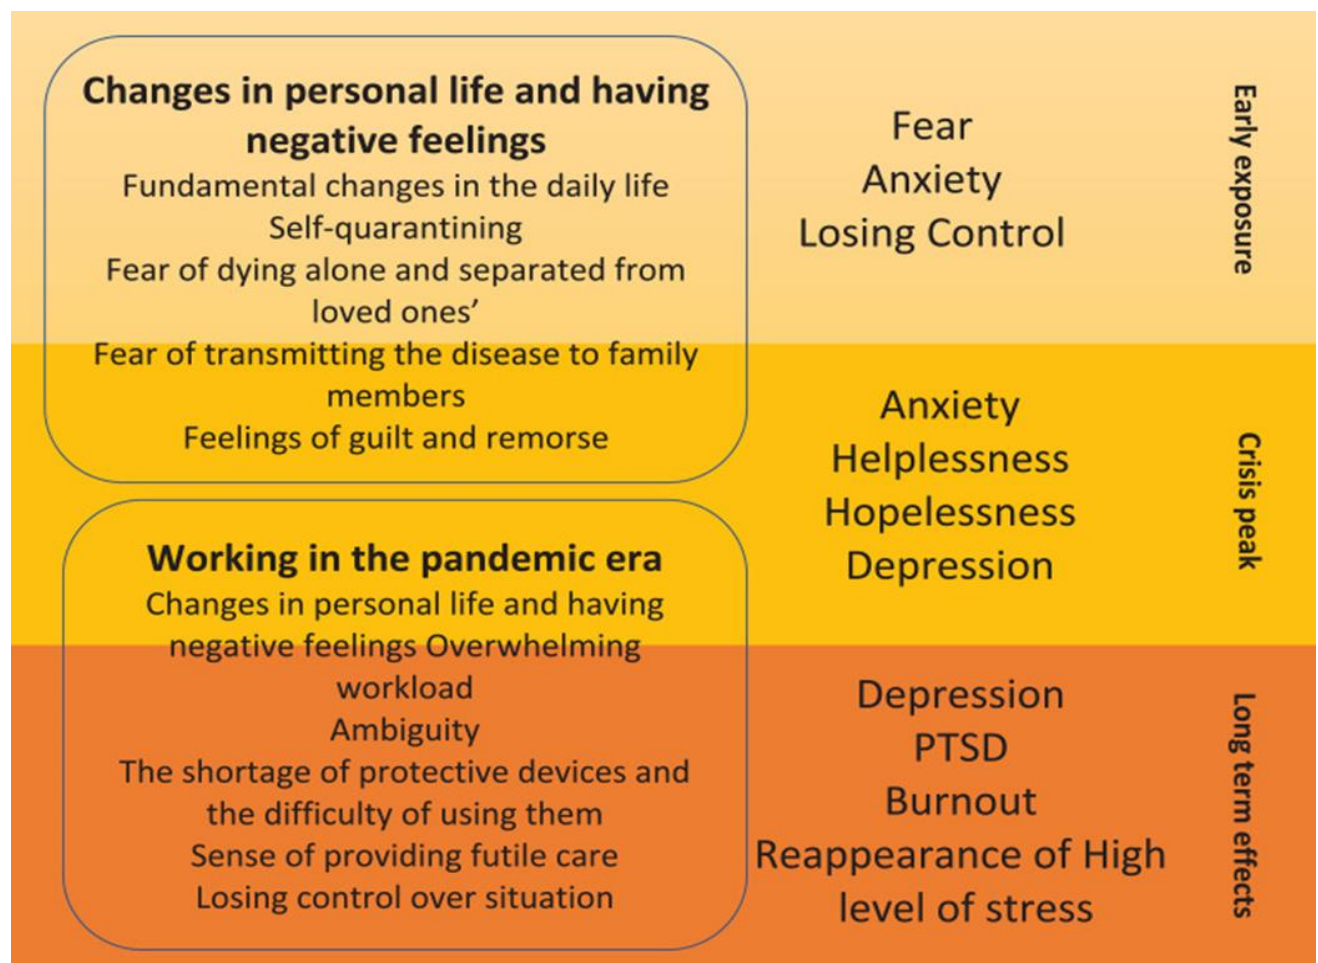 Changes in personal life and having
negative feelings
Fundamental changes in the daily life
Self-quarantining
Fear of dying alone and separated from
loved ones’
Fear of transmitting the disease to family
members
Feelings of guilt and remorse
Working in the pandemic era
Changes in personal life and having
negative feelings Overwhelming
workload
Ambiguity
The shortage of protective devices and
the difficulty of using them
Sense of providing futile care
Losing control over situation
Fear
Anxiety
Losing Control
Early exposure
Anxiety
Helplessness
Hopelessness
Depression
Crisis peak
Depression
PTSD
Burnout
Reappearance of High
level of stress
Long term effects